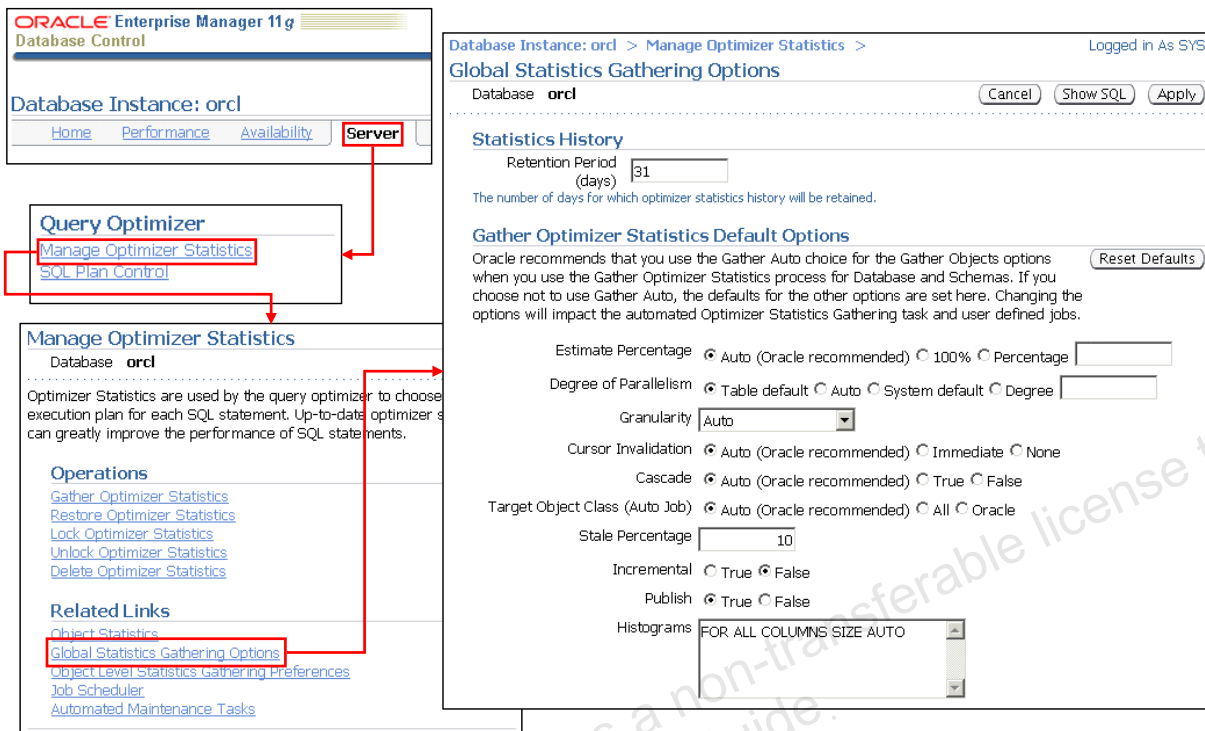 ORACLE Enterprise Manager 11g
Database Control
Database Instance: orcl
Home Performance Availability Server
Query Optimizer
Manage Optimizer Statistics
SQL Plan Control
Manage Optimizer Statistics
Database orcl
Optimizer Statistics are used by the query optimizer to choose
execution plan for each SQL statement. Up-to-date optimizer s
can greatly improve the performance of SQL statements.
Operations
Gather Optimizer Statistics
Restore Optimizer Statistics
Lock Optimizer Statistics
Unlock Optimizer Statistics
Delete Optimizer Statistics
Related Links
Object Statistics
Global Statistics Gathering Options
Object Level Statistics Gathering Preferences
Job Scheduler
Automated Maintenance Tasks
Database Instance: orcl > Manage Optimizer Statistics > Logged in As SYS
Global Statistics Gathering Options
Database orcl Cancel Show SQL Apply
Statistics History
Retention Period
(days) 31
The number of days for which optimizer statistics history will be retained.
Gather Optimizer Statistics Default Options
Oracle recommends that you use the Gather Auto choice for the Gather Objects options Reset Defaults
when you use the Gather Optimizer Statistics process for Database and Schemas. If you
choose not to use Gather Auto, the defaults for the other options are set here. Changing the
options will impact the automated Optimizer Statistics Gathering task and user defined jobs.
Estimate Percentage Auto (Oracle recommended) 100% Percentage
Degree of Parallelism Table default Auto System default Degree
Granularity Auto
Cursor Invalidation Auto (Oracle recommended) Immediate None
Cascade Auto (Oracle recommended) True False
Target Object Class (Auto Job) Auto (Oracle recommended) All Oracle
Stale Percentage 10
Incremental True False
Publish True False
Histograms FOR ALL COLUMNS SIZE AUTO
s a non-transferable license t
uide.